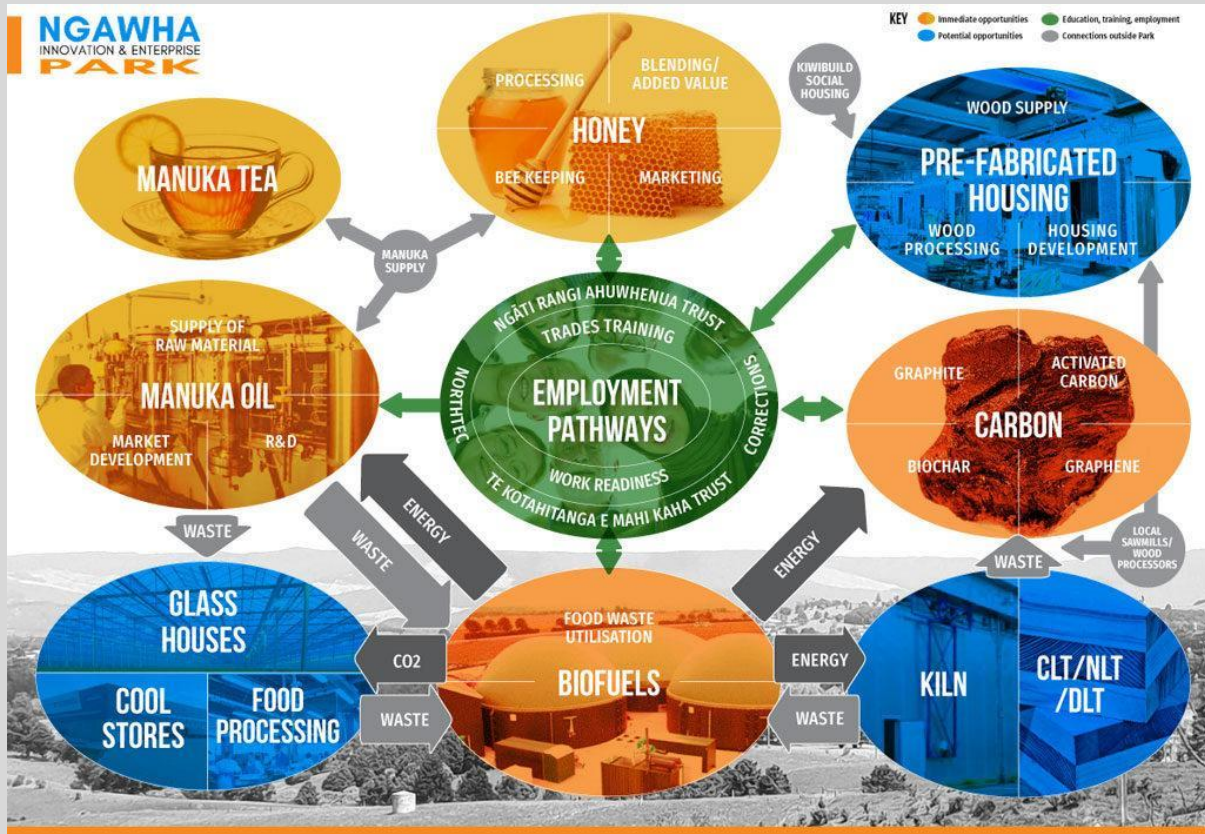 NGAWHA
INNOVATION & ENTERPRISE
PARK
KEY
Immediate opportunities
Education, training, employment
Potential opportunities
Connections outside Park
MANUKA TEA
PROCESSING
BLENDING/
ADDED VALUE
HONEY
BEE KEEPING
MARKETING
KIWIBUILD
SOCIAL
HOUSING
WOOD SUPPLY
PRE-FABRICATED
HOUSING
WOOD
PROCESSING
HOUSING
DEVELOPMENT
MANUKA
SUPPLY
SUPPLY OF
RAW MATERIAL
MANUKA OIL
MARKET
DEVELOPMENT
R&D
NGĀTI RANGI AHUWHENUA TRUST
TRADES TRAINING
NORTHTEC
EMPLOYMENT
PATHWAYS
CORRECTIONS
WORK READINESS
TE KOTAHITANGA E MAHI KAHA TRUST
GRAPHITE
ACTIVATED
CARBON
CARBON
BIOCHAR
GRAPHENE
WASTE
WASTE
ENERGY
ENERGY
WASTE
LOCAL
SAWMILLS/
WOOD
PROCESSORS
GLASS
HOUSES
COOL
STORES
FOOD
PROCESSING
CO2
WASTE
FOOD WASTE
UTILISATION
BIOFUELS
ENERGY
WASTE
KILN
CLT/NLT
/DLT